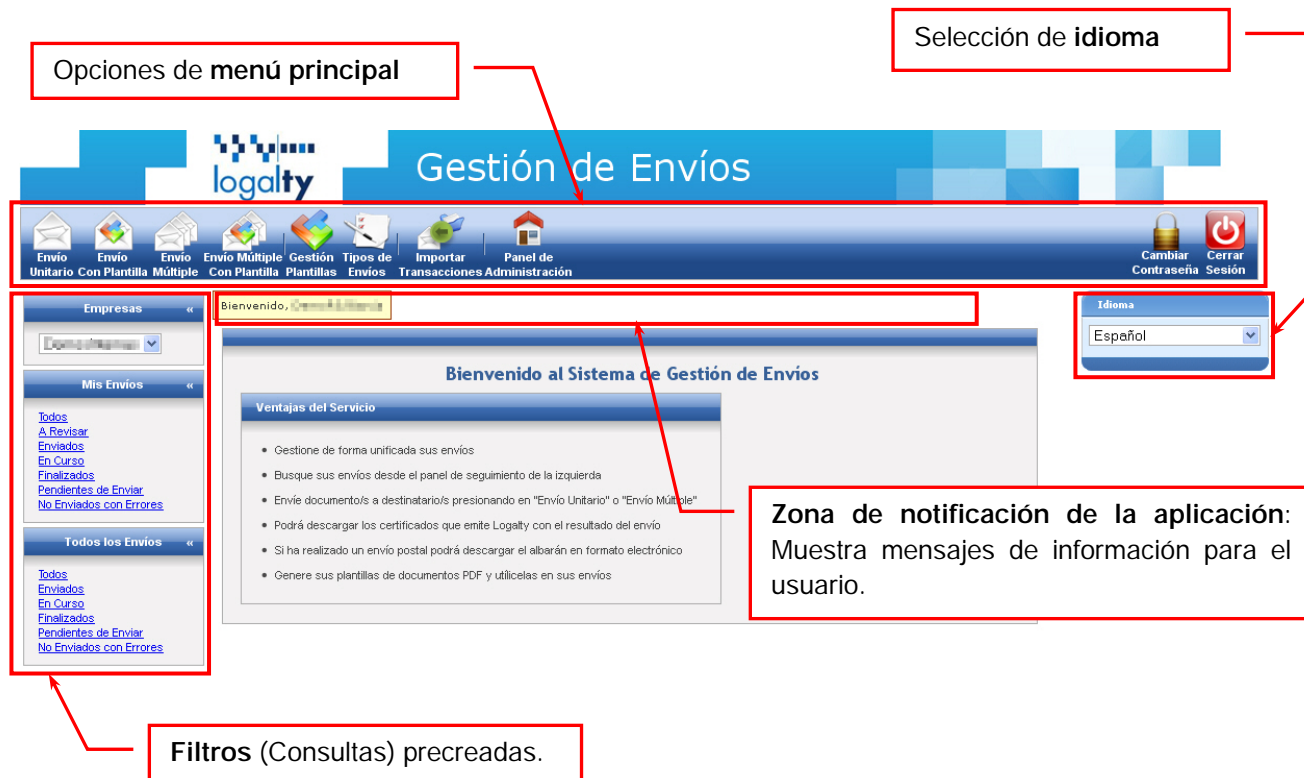 Selección de idioma
Opciones de menú principal
logalty
Gestión de Envíos
Envío Unitario
Envío Con Plantilla
Envío Múltiple
Envío Múltiple Con Plantilla
Gestión Plantillas
Tipos de Envíos
Importar Transacciones
Panel de Administración
Cambiar Contraseña
Cerrar Sesión
Empresas «
Mis Envíos «
Todos
A Revisar
Enviados
En Curso
Finalizados
Pendientes de Enviar
No Enviados con Errores
Todos los Envíos «
Todos
Enviados
En Curso
Finalizados
Pendientes de Enviar
No Enviados con Errores
Bienvenido,
Bienvenido al Sistema de Gestión de Envíos
Ventajas del Servicio
• Gestione de forma unificada sus envíos
• Busque sus envíos desde el panel de seguimiento de la izquierda
• Envíe documento/s a destinatario/s presionando en "Envío Unitario" o "Envío Múltiple"
• Podrá descargar los certificados que emite Logalty con el resultado del envío
• Si ha realizado un envío postal podrá descargar el albarán en formato electrónico
• Genere sus plantillas de documentos PDF y utilícelas en sus envíos
Idioma
Español
Zona de notificación de la aplicación:
Muestra mensajes de información para el
usuario.
Filtros (Consultas) precreadas.